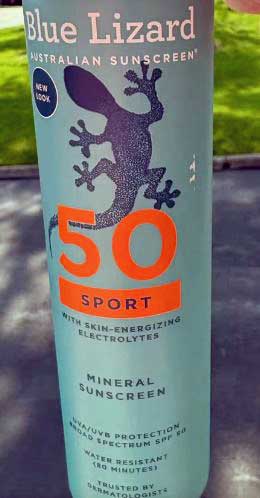 Blue Lizard
AUSTRALIAN SUNSCREEN®
NEW
LOOK
50
SPORT
WITH SKIN-ENERGIZING
ELECTROLYTES
MINERAL
SUNSCREEN
UVA/UVB PROTECTION
BROAD SPECTRUM SPF 50
WATER RESISTANT
(80 MINUTES)
TRUSTED BY
DERMATOLOGISTS